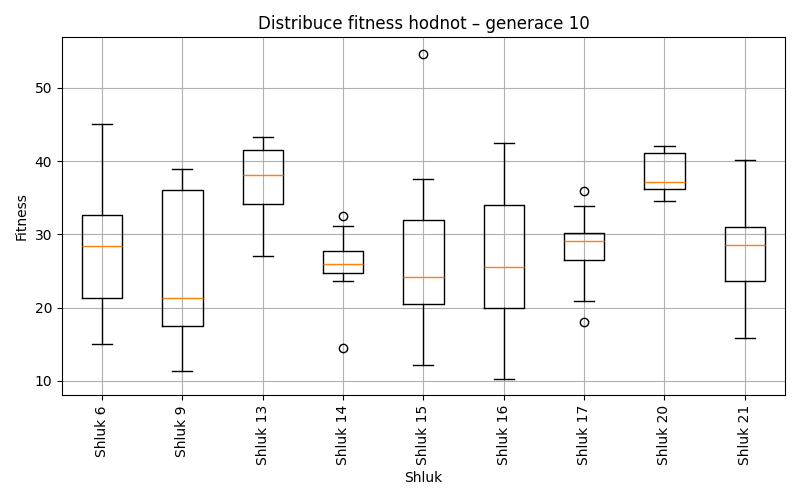 Distribuce fitness hodnot – generace 10
Fitness
50
40
30
20
10
Shluk 6
Shluk 9
Shluk 13
Shluk 14
Shluk 15
Shluk 16
Shluk 17
Shluk 20
Shluk 21
Shluk